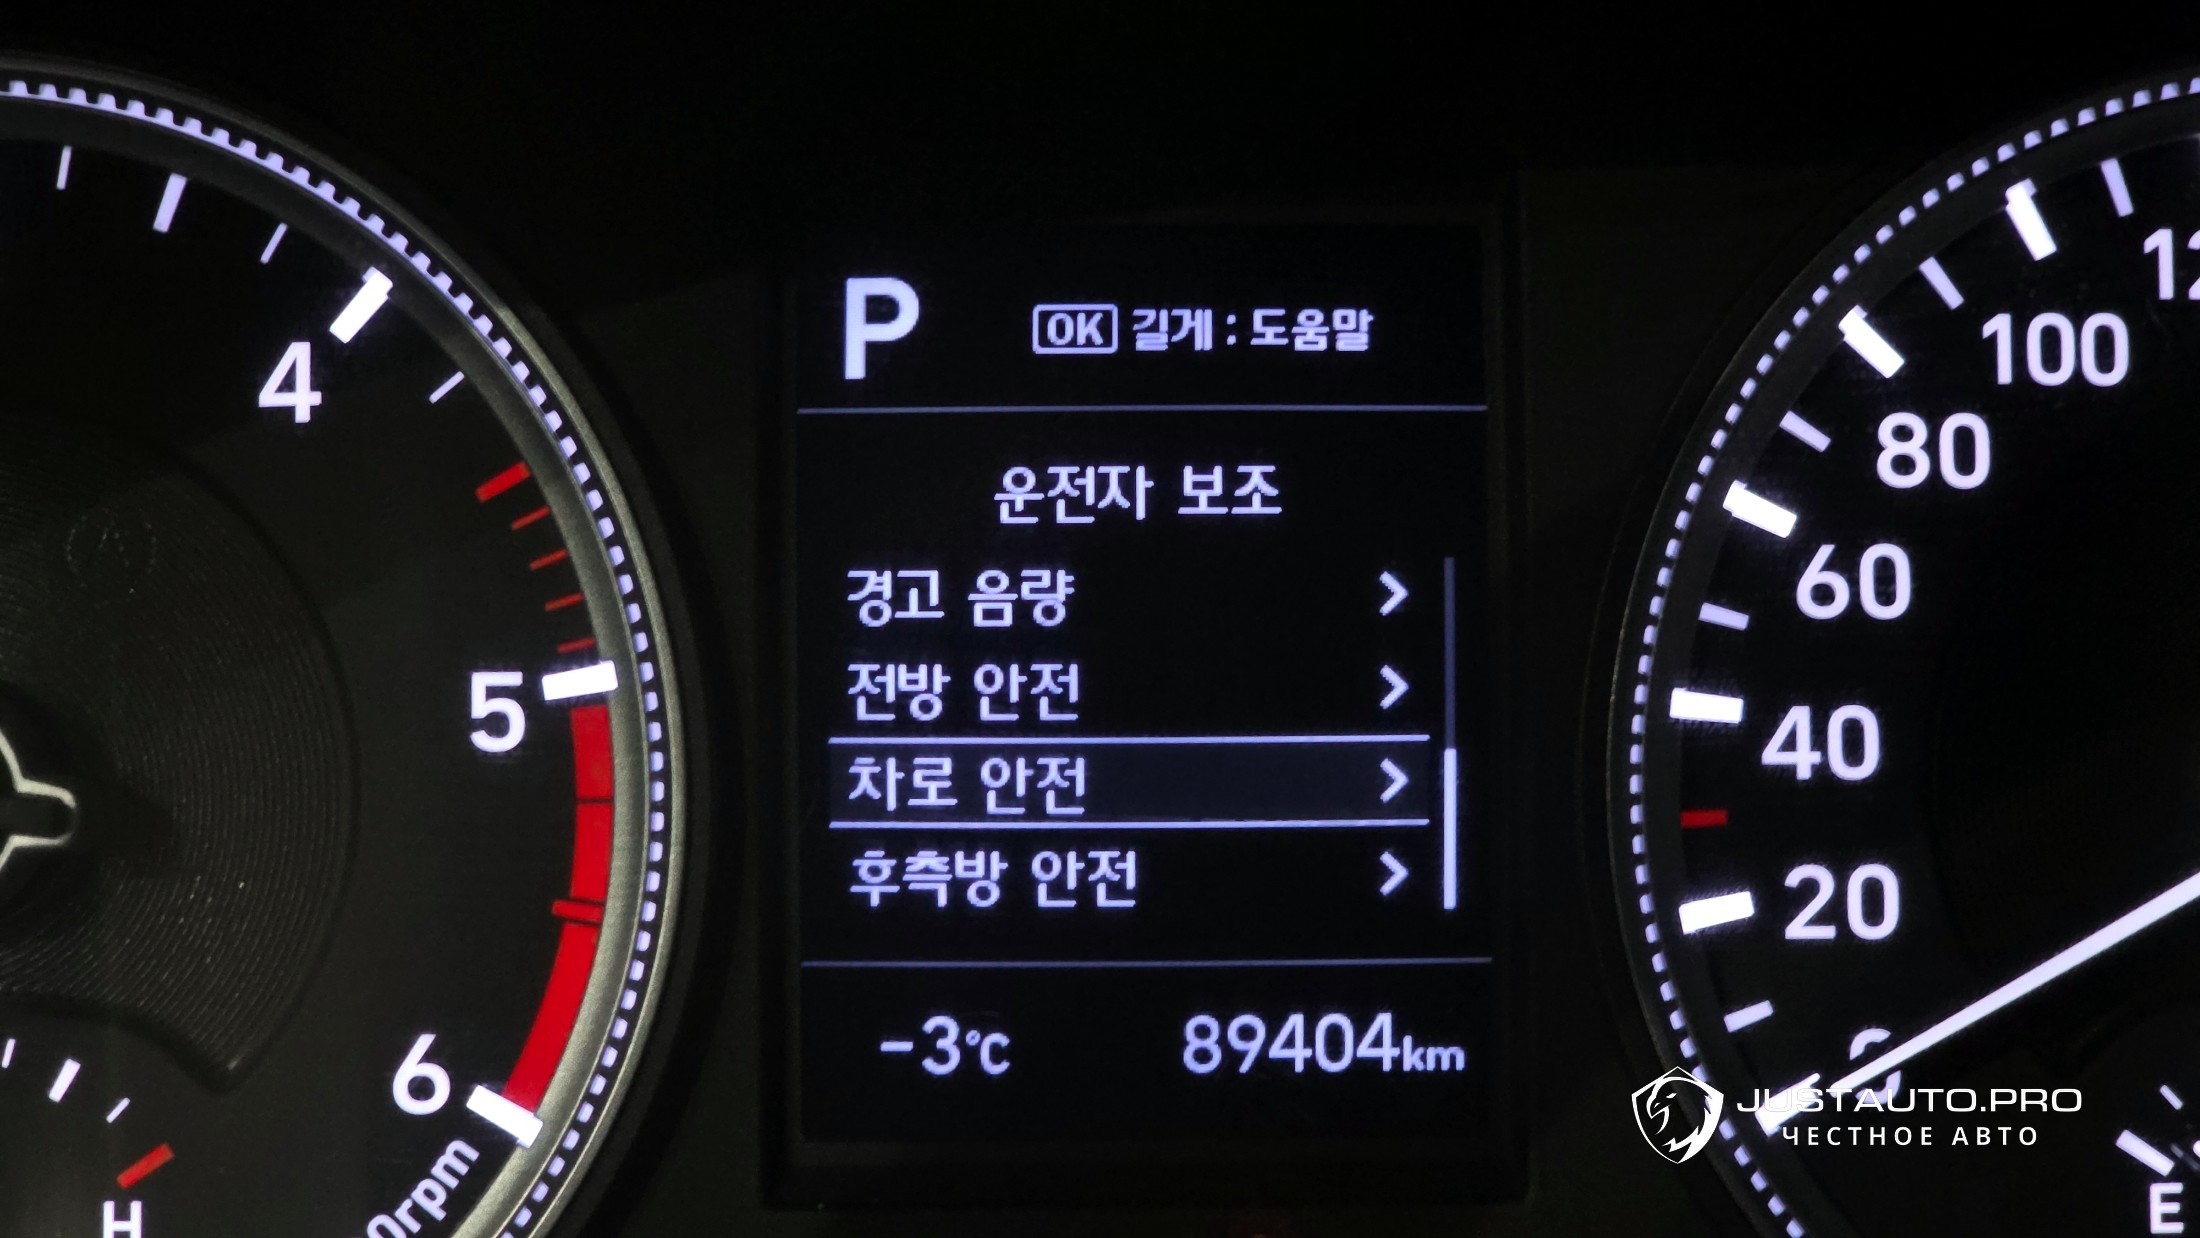 P
OK 길게 : 도움말
운전자 보조
경고 음량
전방 안전
차로 안전
후측방 안전
-3°C 89404km
4
5
6
H
100
80
60
40
20
0
E
JUSTAUTO.PRO
ЧЕСТНОЕ АВТО